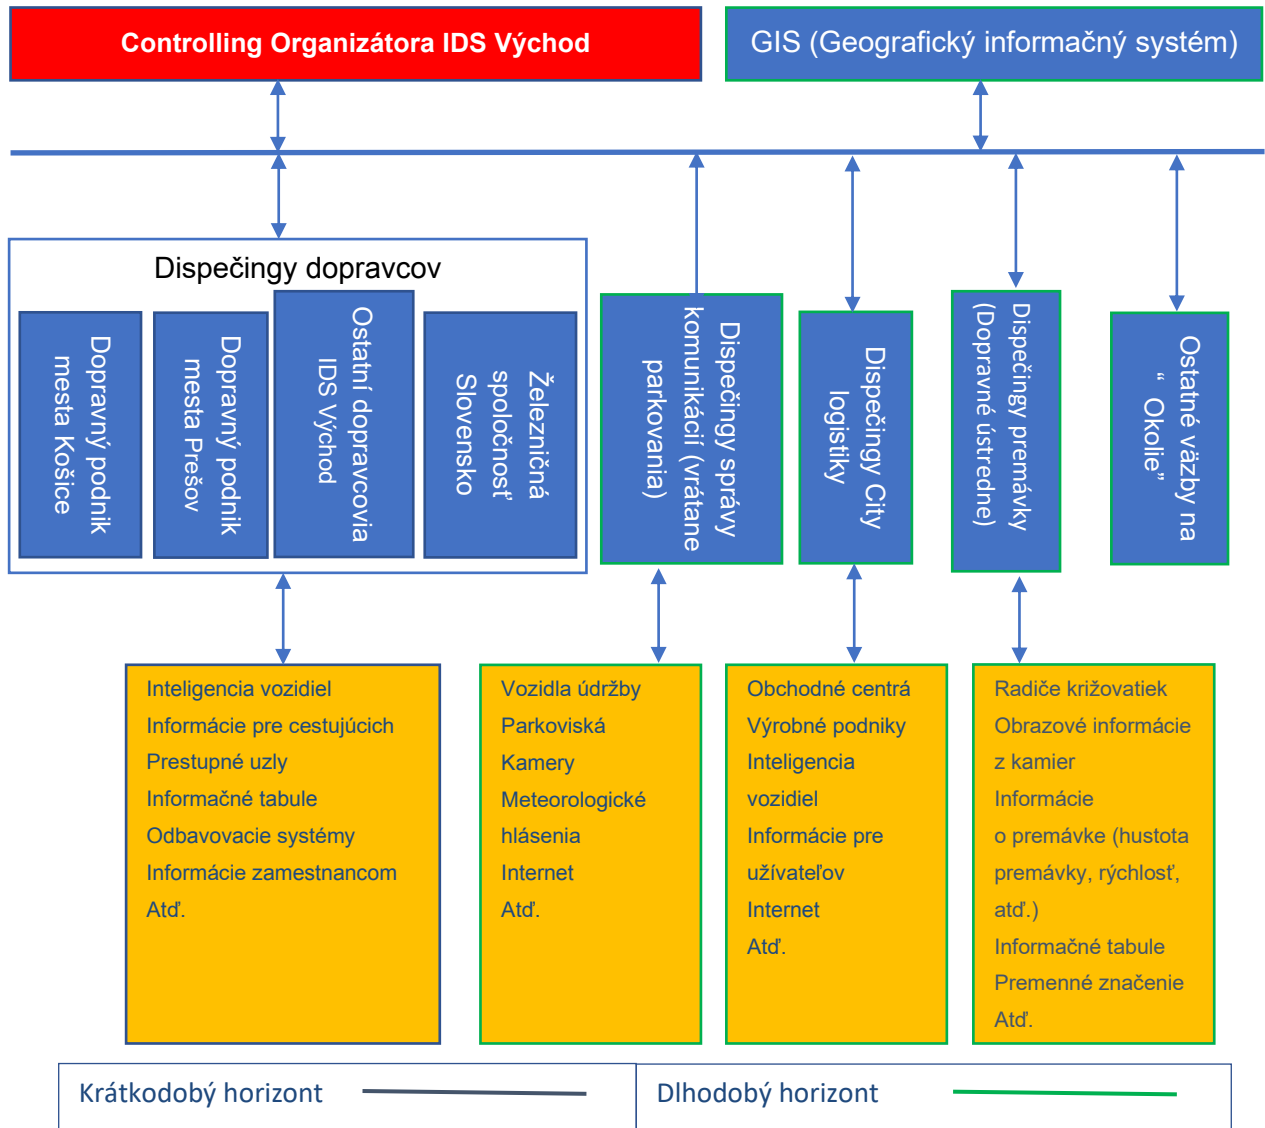 Controlling Organizátora IDS Východ
GIS (Geografický informačný systém)
Dispečingy dopravcov
Dopravný podnik
mesta Košice
Dopravný podnik
mesta Prešov
Ostatní dopravcovia
IDS Východ
Železničná
spoločnosť
Slovensko
Dispečingy správy
komunikácií (vrátane
parkovania)
Dispečingy City
logistiky
Dispečingy premávky
(Dopravné ústredne)
Ostatné väzby na
“ Okolie”
Inteligencia vozidiel
Informácie pre cestujúcich
Prestupné uzly
Informačné tabule
Odbavovacie systémy
Informácie zamestnancom
Atď.
Vozidla údržby
Parkoviská
Kamery
Meteorologické
hlásenia
Internet
Atď.
Obchodné centrá
Výrobné podniky
Inteligencia
vozidiel
Informácie pre
užívateľov
Internet
Atď.
Radiče križovatiek
Obrazové informácie
z kamier
Informácie
o premávke (hustota
premávky, rýchlosť,
atď.)
Informačné tabule
Premenné značenie
Atď.
Krátkodobý horizont
Dlhodobý horizont